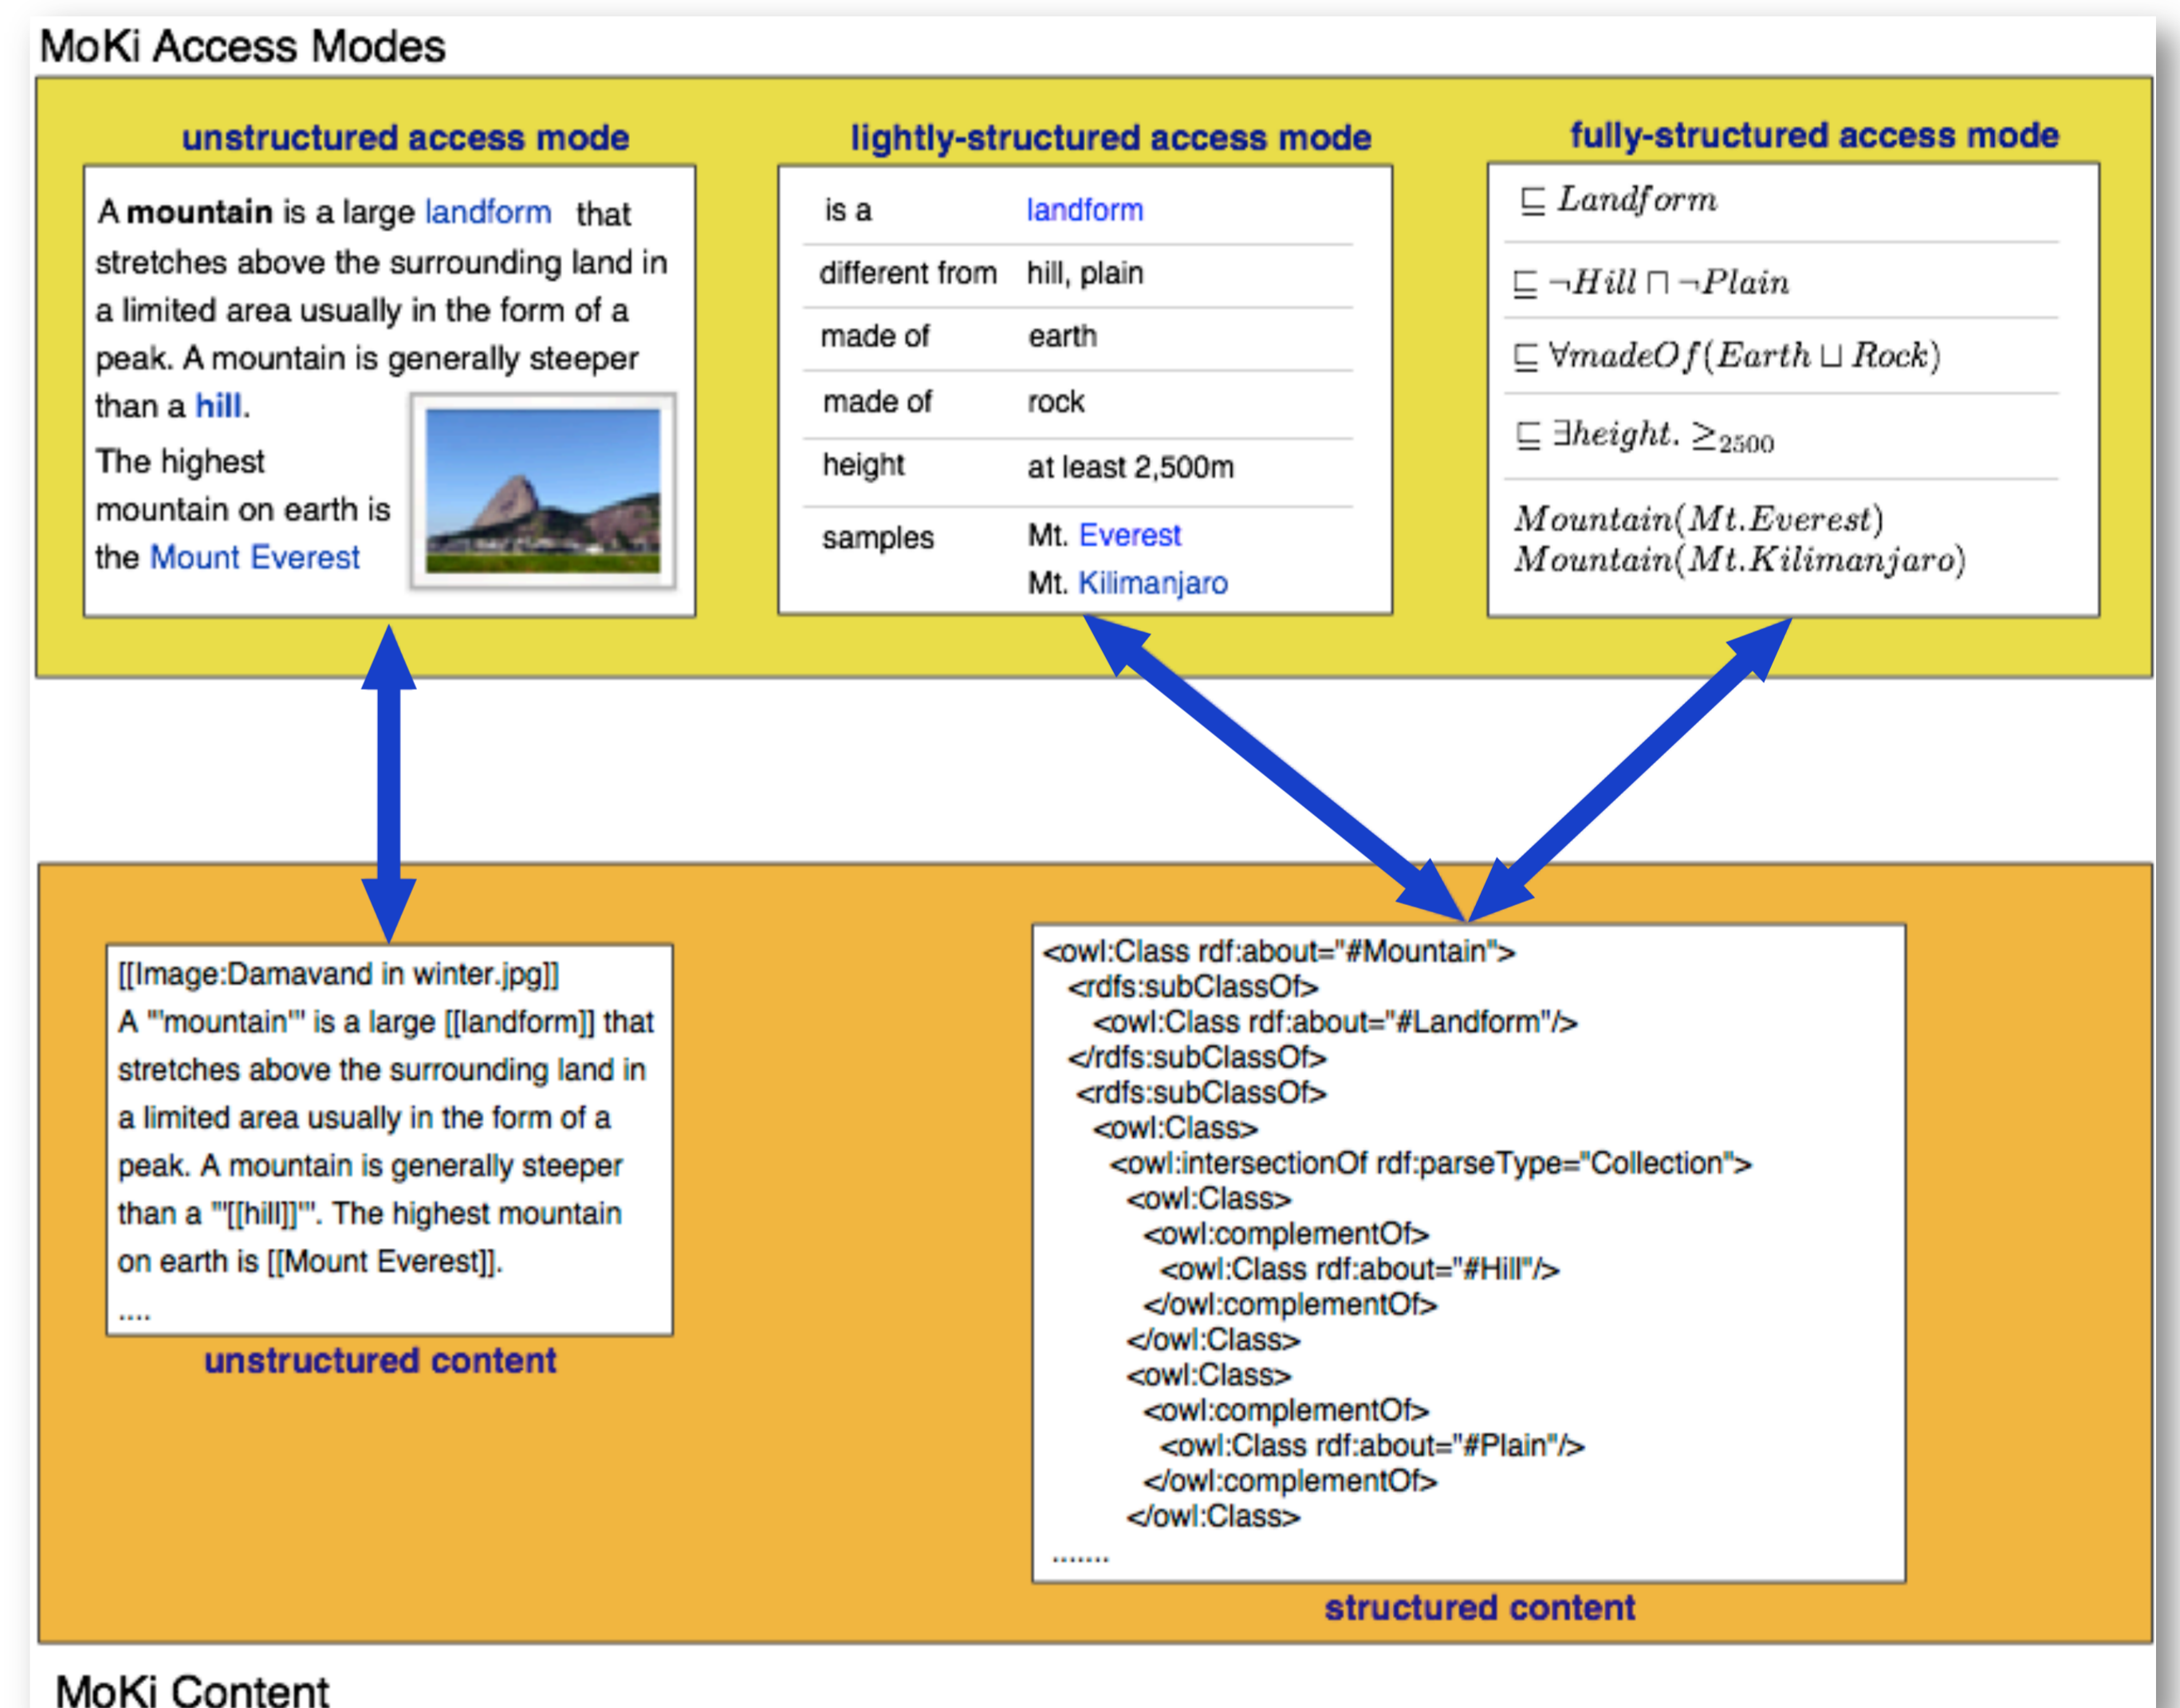 MoKi Access Modes
unstructured access mode
A mountain is a large landform that
stretches above the surrounding land in
a limited area usually in the form of a
peak. A mountain is generally steeper
than a hill.
The highest
mountain on earth is
the Mount Everest
lightly-structured access mode
is a landform
different from hill, plain
made of earth
made of rock
height at least 2,500m
samples Mt. Everest
Mt. Kilimanjaro
fully-structured access mode
⊑ Landform
⊑ ¬Hill ⊓ ¬Plain
⊑ ∀madeOf(Earth ⊔ Rock)
⊑ ∃height. ≥2500
Mountain(Mt.Everest)
Mountain(Mt.Kilimanjaro)
[[Image:Damavand in winter.jpg]]
A '"mountain'" is a large [[landform]] that
stretches above the surrounding land in
a limited area usually in the form of a
peak. A mountain is generally steeper
than a '"[[hill]]'". The highest mountain
on earth is [[Mount Everest]].
....
unstructured content
<owl:Class rdf:about="#Mountain">
<rdfs:subClassOf>
<owl:Class rdf:about="#Landform"/>
</rdfs:subClassOf>
<rdfs:subClassOf>
<owl:Class>
<owl:intersectionOf rdf:parseType="Collection">
<owl:Class>
<owl:complementOf>
<owl:Class rdf:about="#Hill"/>
</owl:complementOf>
</owl:Class>
<owl:Class>
<owl:complementOf>
<owl:Class rdf:about="#Plain"/>
</owl:complementOf>
</owl:Class>
.......
structured content
MoKi Content